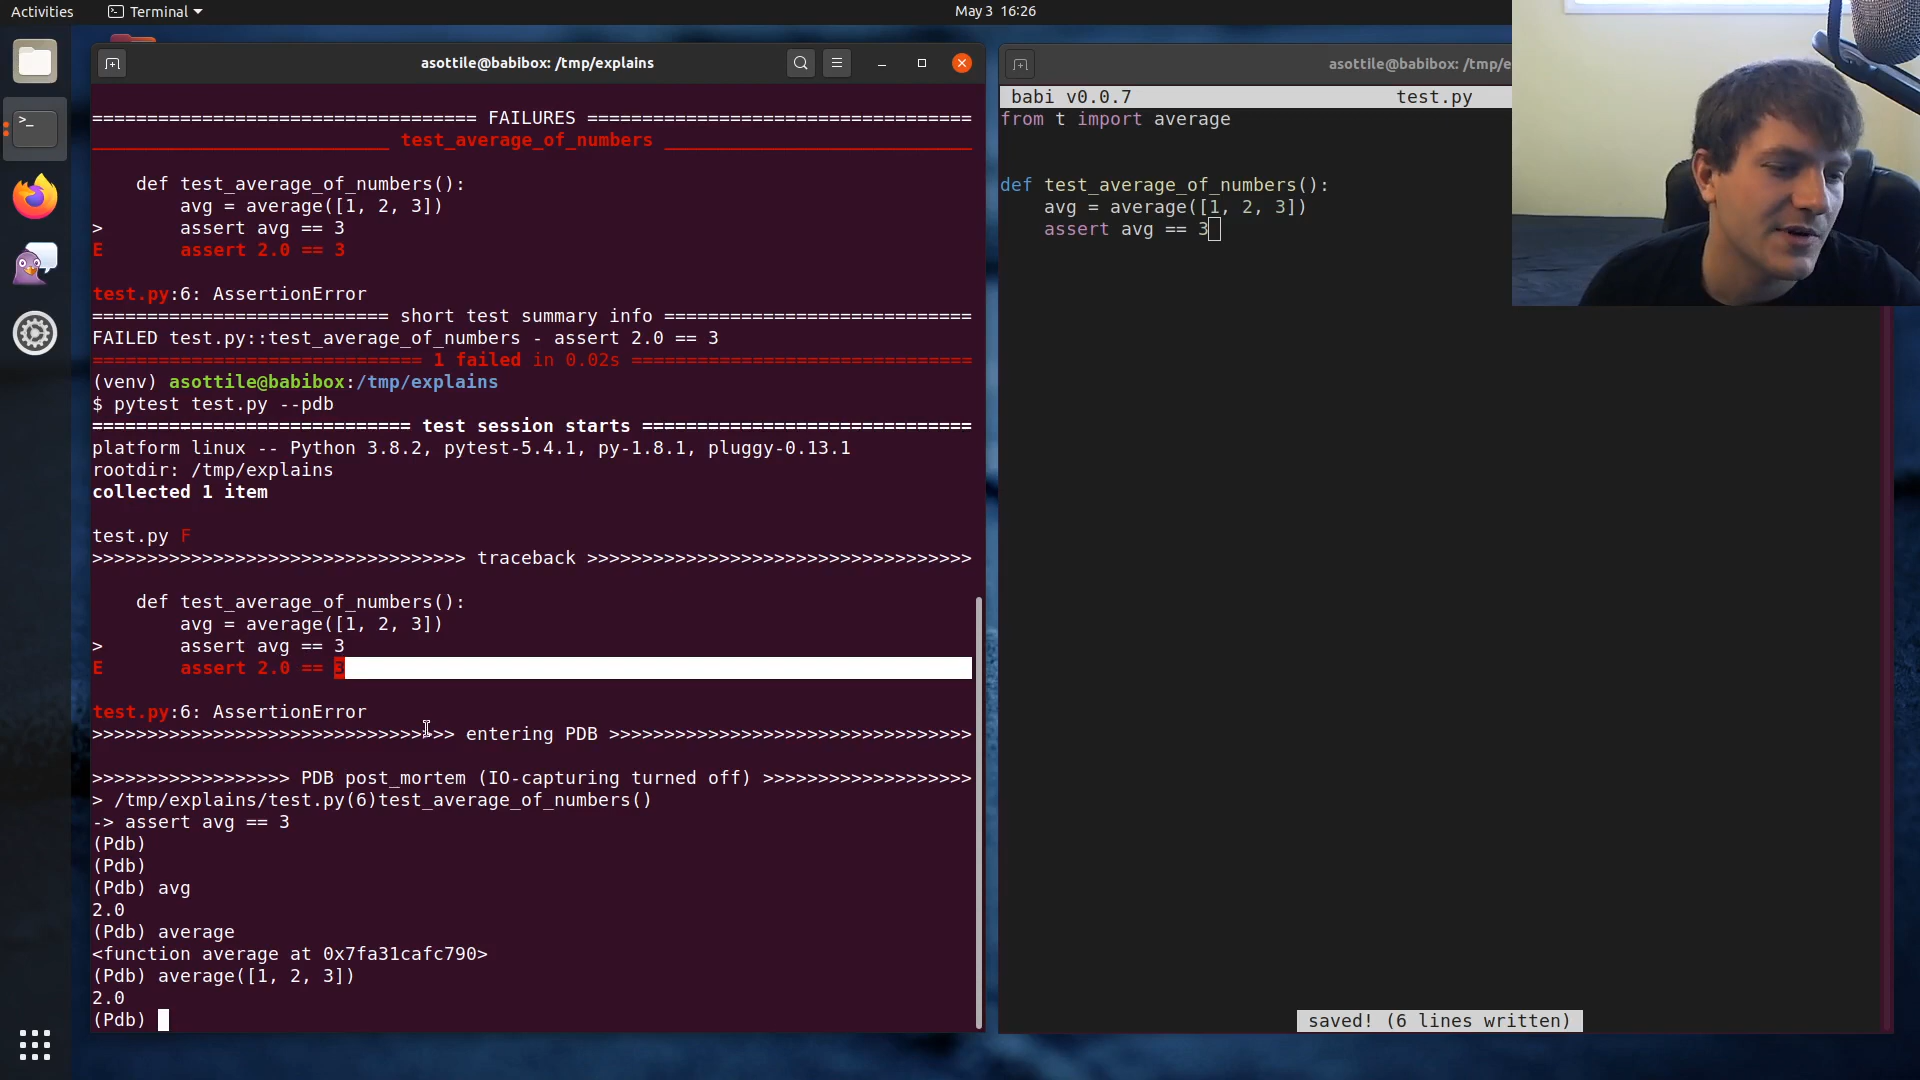 Activities
Terminal
May 3 16:26
asottile@babibox: /tmp/explains
================================== FAILURES ===================================
___________________________ test_average_of_numbers ____________________________
def test_average_of_numbers():
avg = average([1, 2, 3])
> assert avg == 3
E assert 2.0 == 3
test.py:6: AssertionError
=========================== short test summary info ============================
FAILED test.py::test_average_of_numbers - assert 2.0 == 3
============================== 1 failed in 0.02s ===============================
(venv) asottile@babibox:/tmp/explains
$ pytest test.py --pdb
============================= test session starts ==============================
platform linux -- Python 3.8.2, pytest-5.4.1, py-1.8.1, pluggy-0.13.1
rootdir: /tmp/explains
collected 1 item
test.py F
>>>>>>>>>>>>>>>>>>>>>>>>>>>>>>>>>> traceback >>>>>>>>>>>>>>>>>>>>>>>>>>>>>>>>>>>
def test_average_of_numbers():
avg = average([1, 2, 3])
> assert avg == 3
E assert 2.0 == 3
test.py:6: AssertionError
>>>>>>>>>>>>>>>>>>>>>>>>>>>>>>>>> entering PDB >>>>>>>>>>>>>>>>>>>>>>>>>>>>>>>>>
>>>>>>>>>>>>>>>>>> PDB post_mortem (IO-capturing turned off) >>>>>>>>>>>>>>>>>>>
> /tmp/explains/test.py(6)test_average_of_numbers()
-> assert avg == 3
(Pdb)
(Pdb)
(Pdb) avg
2.0
(Pdb) average
<function average at 0x7fa31cafc790>
(Pdb) average([1, 2, 3])
2.0
(Pdb)
asottile@babibox: /tmp/e
babi v0.0.7 test.py
from t import average
def test_average_of_numbers():
avg = average([1, 2, 3])
assert avg == 3
saved! (6 lines written)